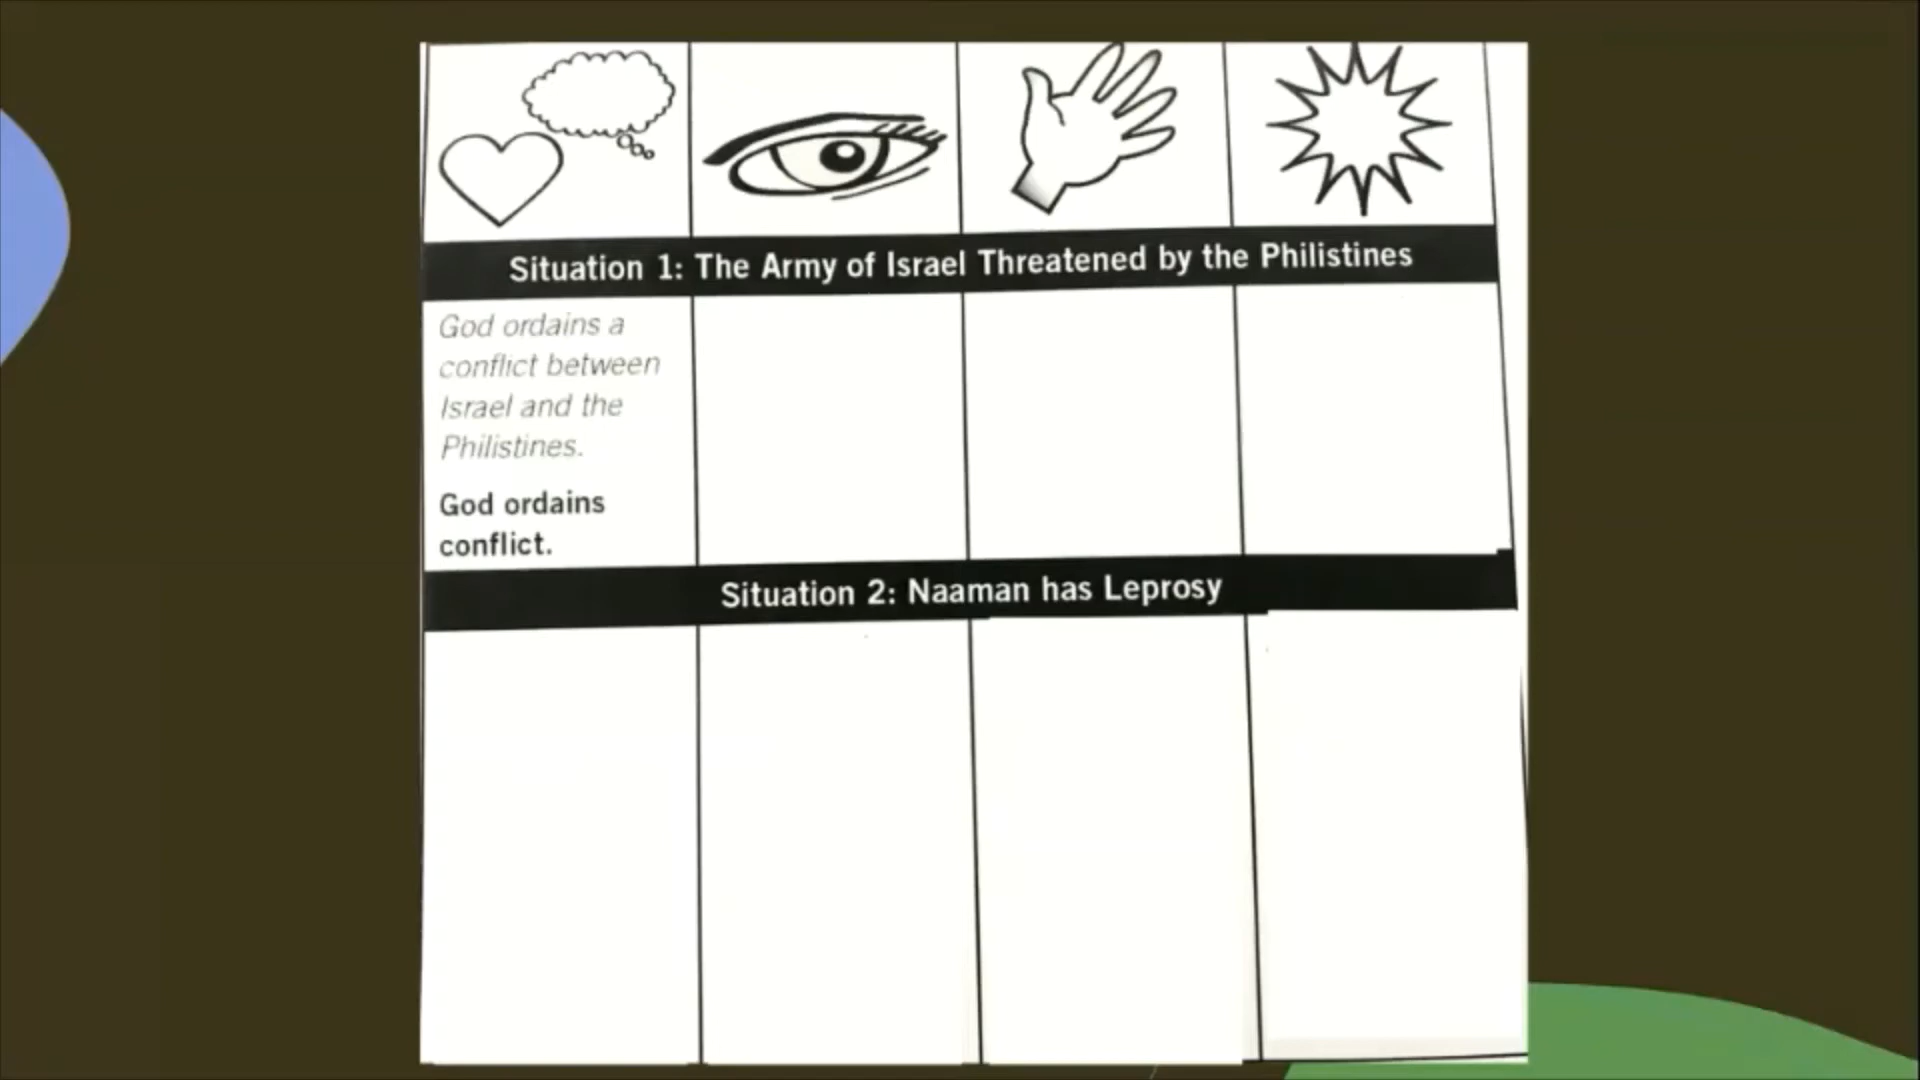 Situation 1: The Army of Israel Threatened by the Philistines
God ordains a
conflict between
Israel and the
Philistines.
God ordains
conflict.
Situation 2: Naaman has Leprosy